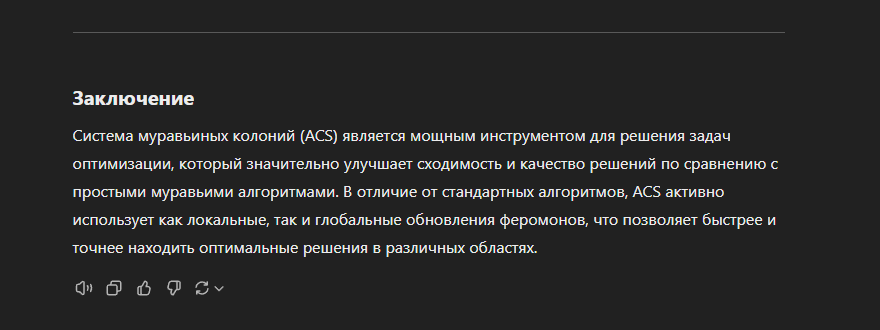 Заключение
Система муравьиных колоний (ACS) является мощным инструментом для решения задач
оптимизации, который значительно улучшает сходимость и качество решений по сравнению с
простыми муравьими алгоритмами. В отличие от стандартных алгоритмов, ACS активно
использует как локальные, так и глобальные обновления феромонов, что позволяет быстрее и
точнее находить оптимальные решения в различных областях.